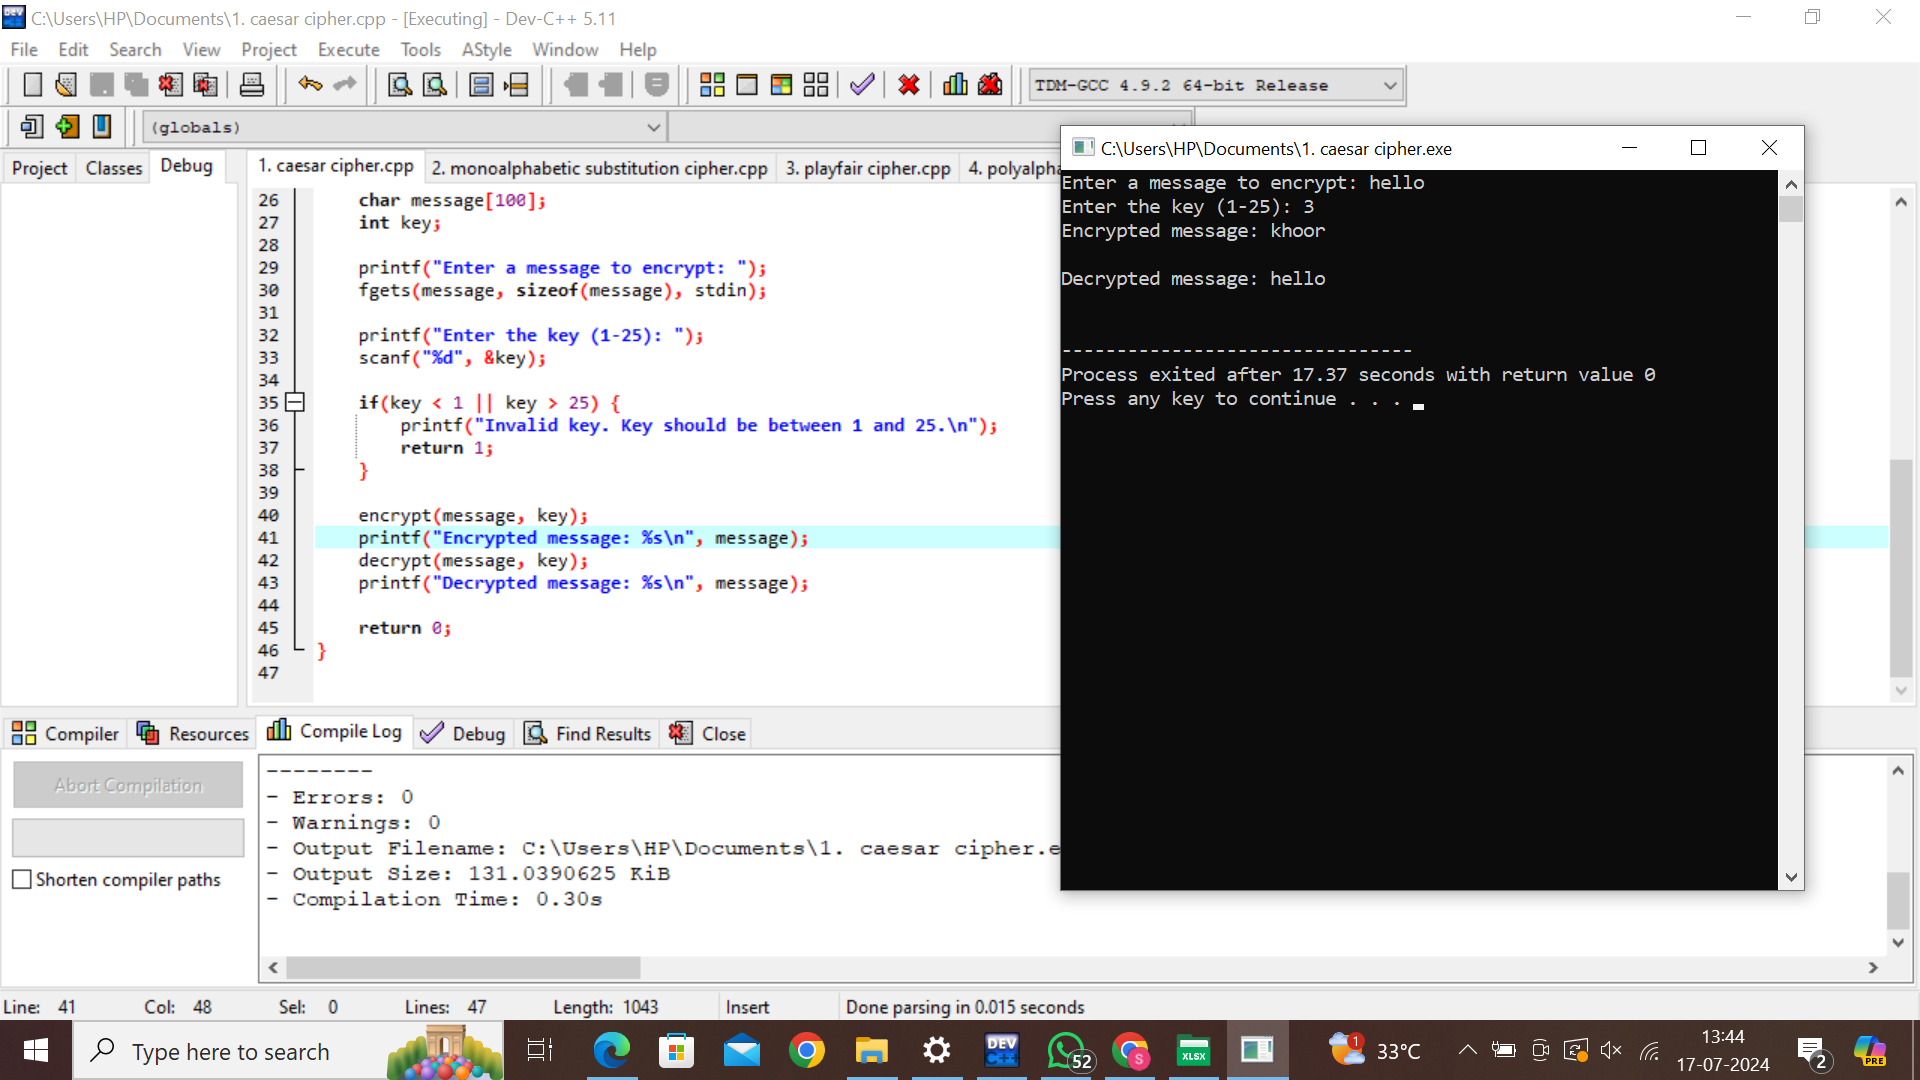 C:\Users\HP\Documents\1. caesar cipher.cpp - [Executing] - Dev-C++ 5.11
File Edit Search View Project Execute Tools AStyle Window Help
TDM-GCC 4.9.2 64-bit Release
(globals)
Project Classes Debug
1. caesar cipher.cpp 2. monoalphabetic substitution cipher.cpp 3. playfair cipher.cpp 4. polyalpha
26 char message[100];
27 int key;
28
29 printf("Enter a message to encrypt: ");
30 fgets(message, sizeof(message), stdin);
31
32 printf("Enter the key (1-25): ");
33 scanf("%d", &key);
34
35 if(key < 1 || key > 25) {
36 printf("Invalid key. Key should be between 1 and 25.\n");
37 return 1;
38 }
39
40 encrypt(message, key);
41 printf("Encrypted message: %s\n", message);
42 decrypt(message, key);
43 printf("Decrypted message: %s\n", message);
44
45 return 0;
46 }
47
C:\Users\HP\Documents\1. caesar cipher.exe
Enter a message to encrypt: hello
Enter the key (1-25): 3
Encrypted message: khoor
Decrypted message: hello
--------------------------------
Process exited after 17.37 seconds with return value 0
Press any key to continue . . .
Compiler Resources Compile Log Debug Find Results Close
Abort Compilation
Shorten compiler paths
--------
- Errors: 0
- Warnings: 0
- Output Filename: C:\Users\HP\Documents\1. caesar cipher.e
- Output Size: 131.0390625 KiB
- Compilation Time: 0.30s
Line: 41 Col: 48 Sel: 0 Lines: 47 Length: 1043 Insert Done parsing in 0.015 seconds
Type here to search
DEV
C++
52
S
XLSX
1
33°C
13:44
17-07-2024
2
PRE